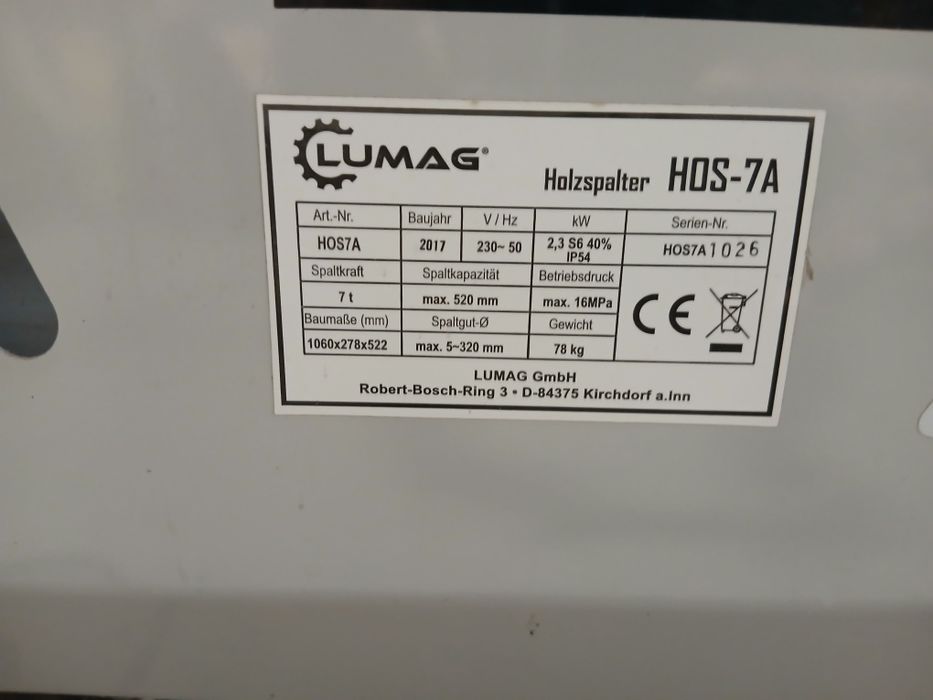 LUMAG®
Holzspalter HOS-7A
Art.-Nr. Baujahr V / Hz kW Serien-Nr.
HOS7A 2017 230~ 50 2,3 S6 40% IP54 HOS7A1026
Spaltkraft Spaltkapazität Betriebsdruck
7 t max. 520 mm max. 16MPa
Baumaße (mm) Spaltgut-Ø Gewicht
1060x278x522 max. 5~320 mm 78 kg
CE
LUMAG GmbH
Robert-Bosch-Ring 3 • D-84375 Kirchdorf a.Inn